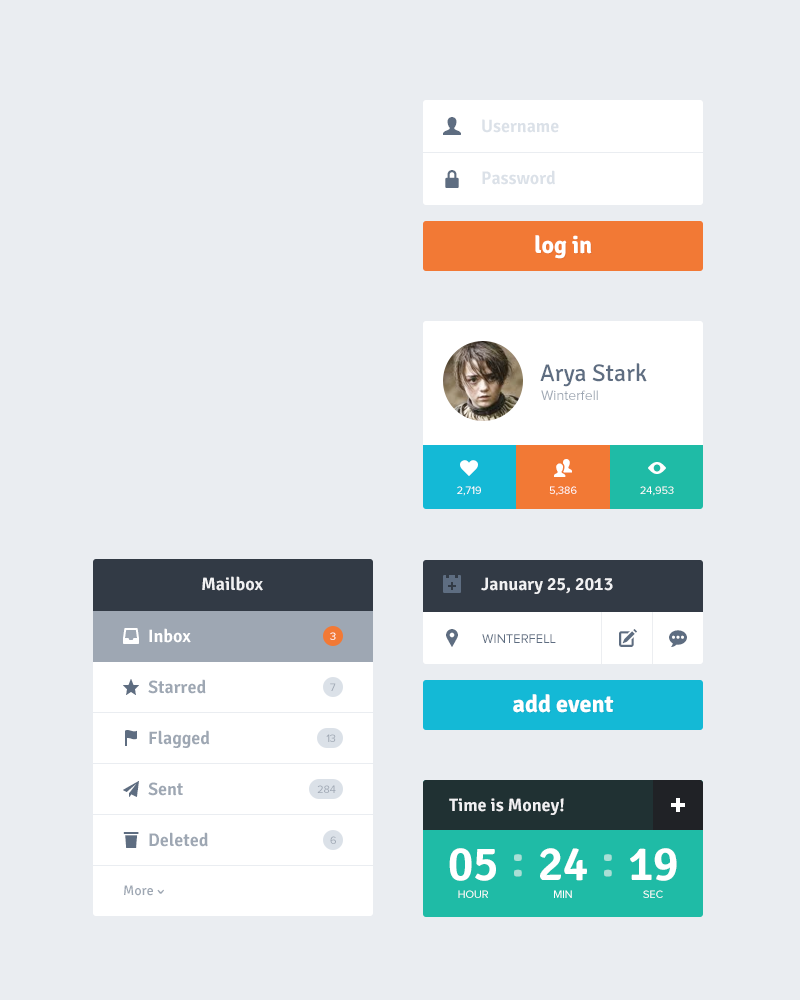 Username
Password
log in
Arya Stark
Winterfell
2,719 5,386 24,953
Mailbox
Inbox 3
Starred 7
Flagged 13
Sent 284
Deleted 6
More
January 25, 2013
WINTERFELL
add event
Time is Money!
05 : 24 : 19
HOUR MIN SEC